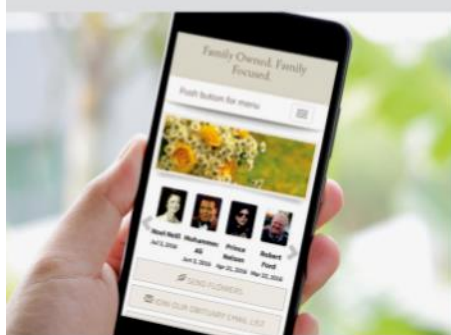 Family Owned. Family
Focused.
Push button for menu
Noel Neill
Jul 3, 2016
Muhammed
Ali
Jun 3, 2016
Prince
Nelson
Apr 21, 2016
Robert
Ford
Mar 22, 2016
SEND FLOWERS
JOIN OUR OBITUARY EMAIL LIST